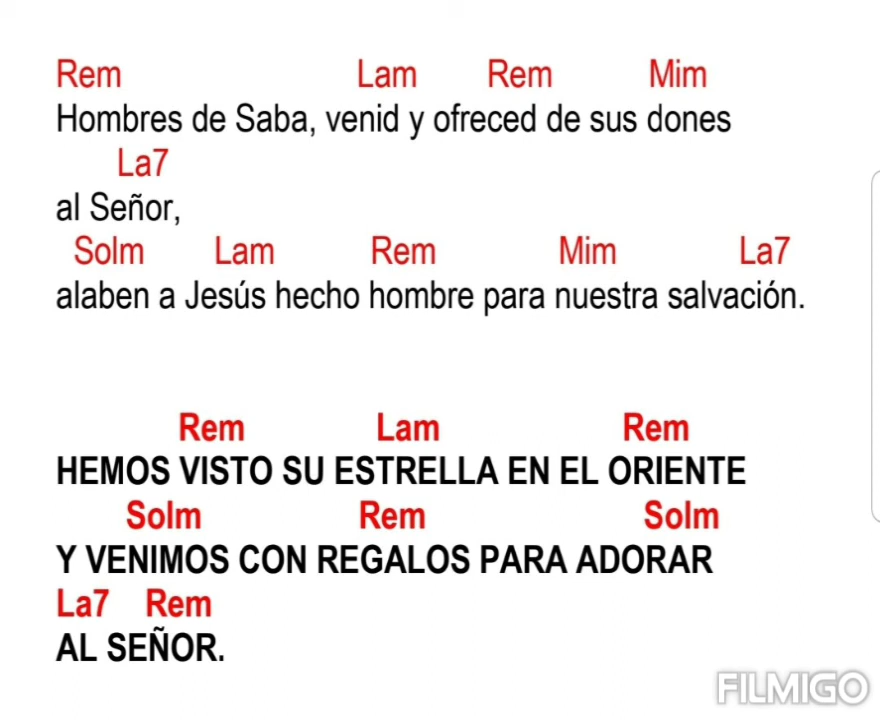 Rem Lam Rem Mim
Hombres de Saba, venid y ofreced de sus dones
La7
al Señor,
Solm Lam Rem Mim La7
alaben a Jesús hecho hombre para nuestra salvación.
Rem Lam Rem
HEMOS VISTO SU ESTRELLA EN EL ORIENTE
Solm Rem Solm
Y VENIMOS CON REGALOS PARA ADORAR
La7 Rem
AL SEÑOR.
FILMIGO